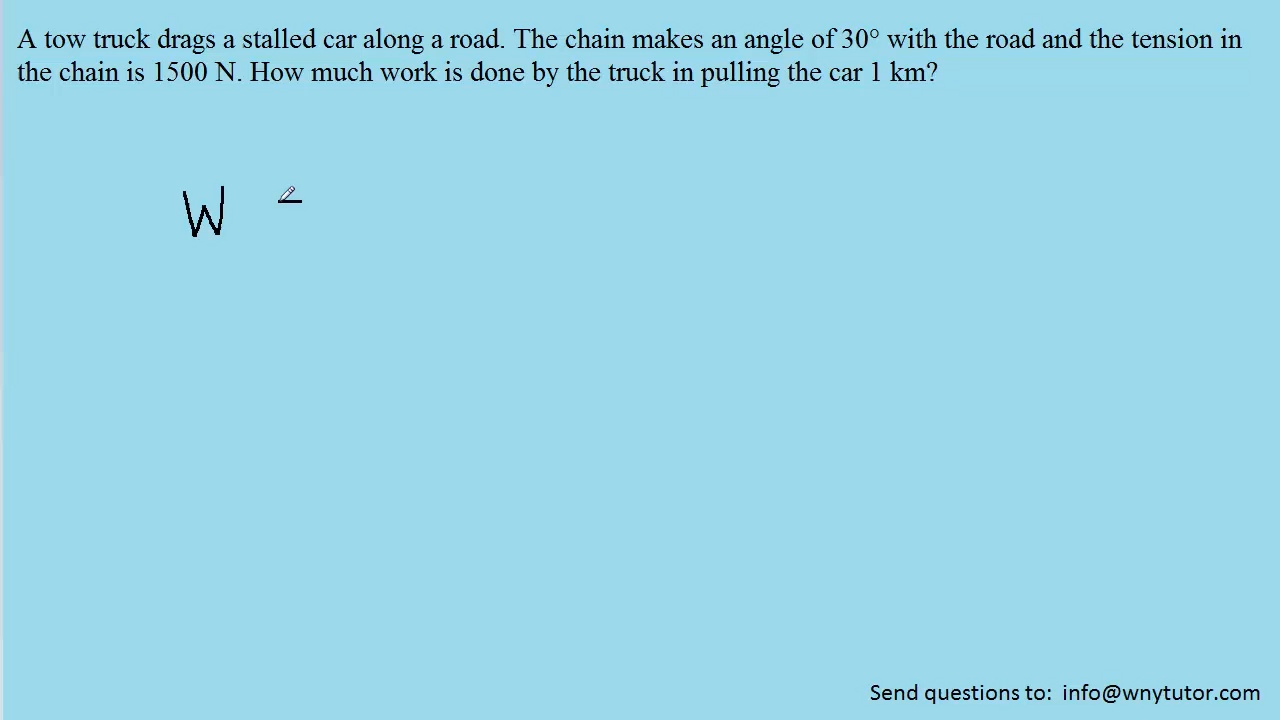 A tow truck drags a stalled car along a road. The chain makes an angle of 30° with the road and the tension in
the chain is 1500 N. How much work is done by the truck in pulling the car 1 km?
W
Send questions to: info@wnytutor.com